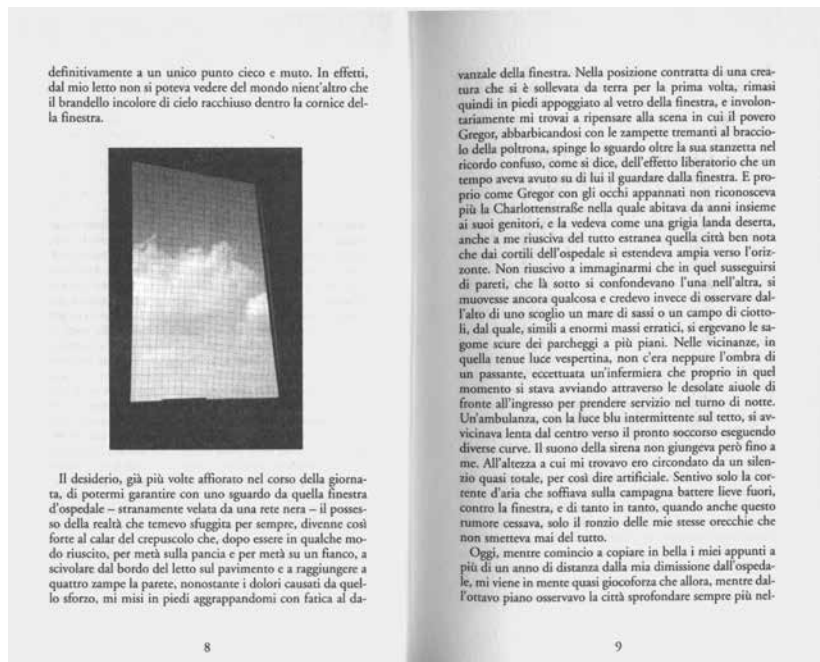 definitivamente a un unico punto cieco e muto. In effetti,
dal mio letto non si poteva vedere del mondo nient'altro che
il brandello incolore di cielo racchiuso dentro la cornice del-
la finestra.
Il desiderio, già più volte affiorato nel corso della giorna-
ta, di potermi garantire con uno sguardo da quella finestra
d'ospedale – stranamente velata da una rete nera – il posses-
so della realtà che temevo sfuggita per sempre, divenne così
forte al calar del crepuscolo che, dopo essere in qualche mo-
do riuscito, per metà sulla pancia e per metà su un fianco, a
scivolare dal bordo del letto sul pavimento e a raggiungere a
quattro zampe la parete, nonostante i dolori causati da quel-
lo sforzo, mi misi in piedi aggrappandomi con fatica al da-
8
vanzale della finestra. Nella posizione contratta di una crea-
tura che si è sollevata da terra per la prima volta, rimasi
quindi in piedi appoggiato al vetro della finestra, e involon-
tariamente mi trovai a ripensare alla scena in cui il povero
Gregor, abbarbicandosi con le zampette tremanti al braccio-
lo della poltrona, spinge lo sguardo oltre la sua stanzetta nel
ricordo confuso, come si dice, dell'effetto liberatorio che un
tempo aveva avuto su di lui il guardare dalla finestra. E pro-
prio come Gregor con gli occhi appannati non riconosceva
più la Charlottenstraße nella quale abitava da anni insieme
ai suoi genitori, e la vedeva come una grigia landa deserta,
anche a me riusciva del tutto estranea quella città ben nota
che dai cortili dell'ospedale si estendeva ampia verso l'oriz-
zonte. Non riuscivo a immaginarmi che in quel susseguirsi
di pareti, che là sotto si confondevano l'una nell'altra, si
muovesse ancora qualcosa e credevo invece di osservare dal-
l'alto di uno scoglio un mare di sassi o un campo di ciotto-
li, dal quale, simili a enormi massi erratici, si ergevano le sa-
gome scure dei parcheggi a più piani. Nelle vicinanze, in
quella tenue luce vespertina, non c'era neppure l'ombra di
un passante, eccettuata un'infermiera che proprio in quel
momento si stava avviando attraverso le desolate aiuole di
fronte all'ingresso per prendere servizio nel turno di notte.
Un'ambulanza, con la luce blu intermittente sul tetto, si av-
vicinava lenta dal centro verso il pronto soccorso eseguendo
diverse curve. Il suono della sirena non giungeva però fino a
me. All'altezza a cui mi trovavo ero circondato da un silen-
zio quasi totale, per così dire artificiale. Sentivo solo la cor-
rente d'aria che soffiava sulla campagna battere lieve fuori,
contro la finestra, e di tanto in tanto, quando anche questo
rumore cessava, solo il ronzio delle mie stesse orecchie che
non smetteva mai del tutto.
Oggi, mentre comincio a copiare in bella i miei appunti a
più di un anno di distanza dalla mia dimissione dall'ospeda-
le, mi viene in mente quasi giocoforza che allora, mentre dal-
l'ottavo piano osservavo la città sprofondare sempre più nel-
9